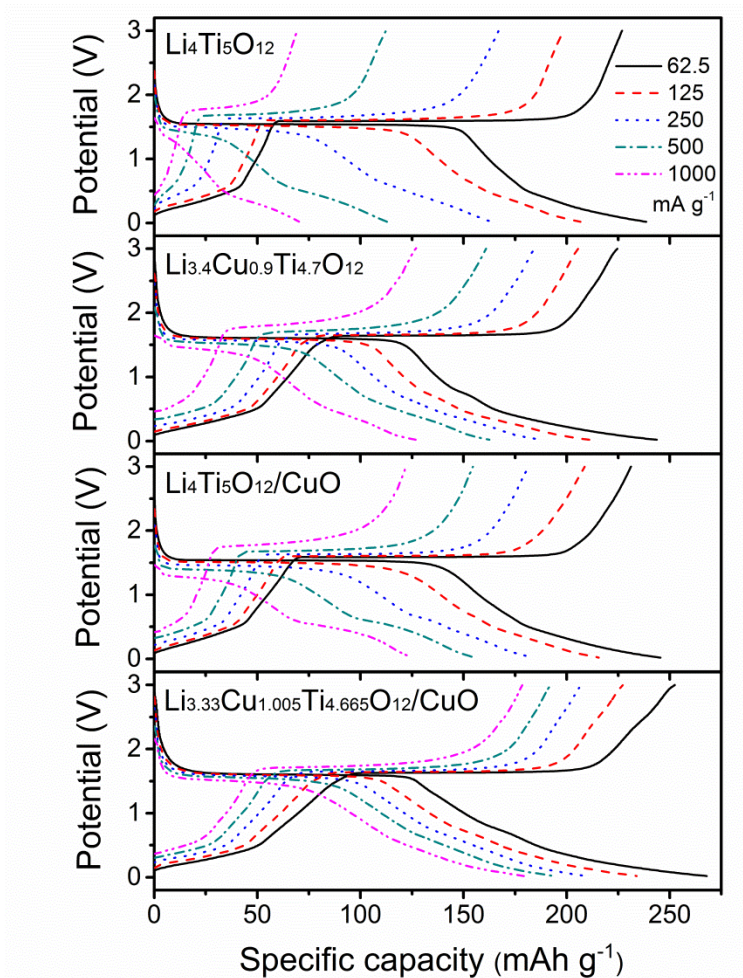 Potential (V)
3
2
1
0
Li₄Ti₅O₁₂
62.5
125
250
500
1000
mA g⁻¹
Potential (V)
3
2
1
0
Li₃.₄Cu₀.₉Ti₄.₇O₁₂
Potential (V)
3
2
1
0
Li₄Ti₅O₁₂/CuO
Potential (V)
3
2
1
0
Li₃.₃₃Cu₁.₀₀₅Ti₄.₆₆₅O₁₂/CuO
0 50 100 150 200 250
Specific capacity (mAh g⁻¹)